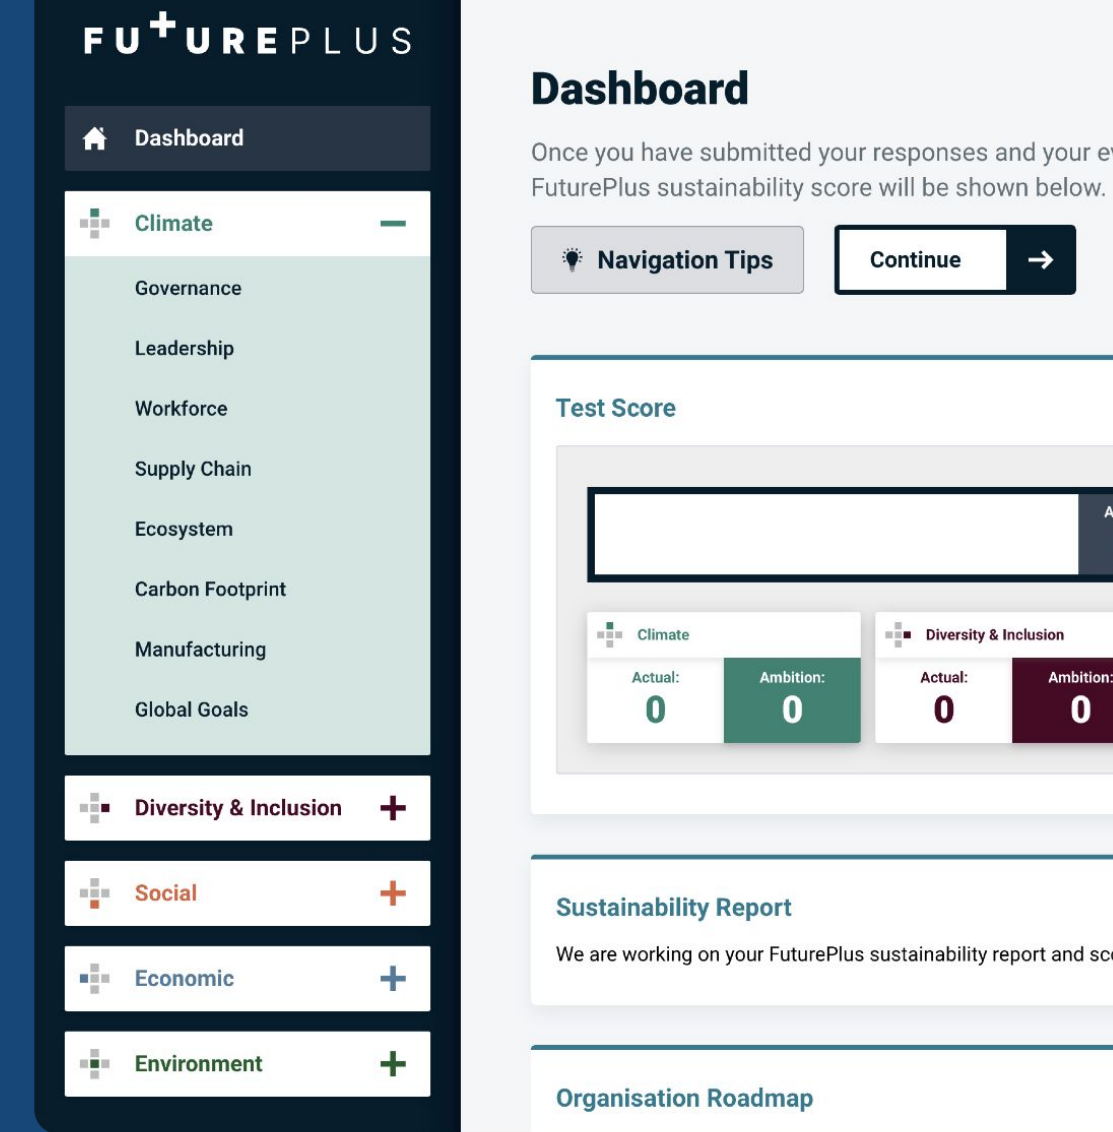 FUTUREPLUS
Dashboard
Climate
Governance
Leadership
Workforce
Supply Chain
Ecosystem
Carbon Footprint
Manufacturing
Global Goals
Diversity & Inclusion
Social
Economic
Environment
Dashboard
Once you have submitted your responses and your
FuturePlus sustainability score will be shown below.
Navigation Tips
Continue
Test Score
Climate
Actual:
0
Ambition:
0
Diversity & Inclusion
Actual:
0
Ambition:
0
Sustainability Report
We are working on your FuturePlus sustainability report and
Organisation Roadmap